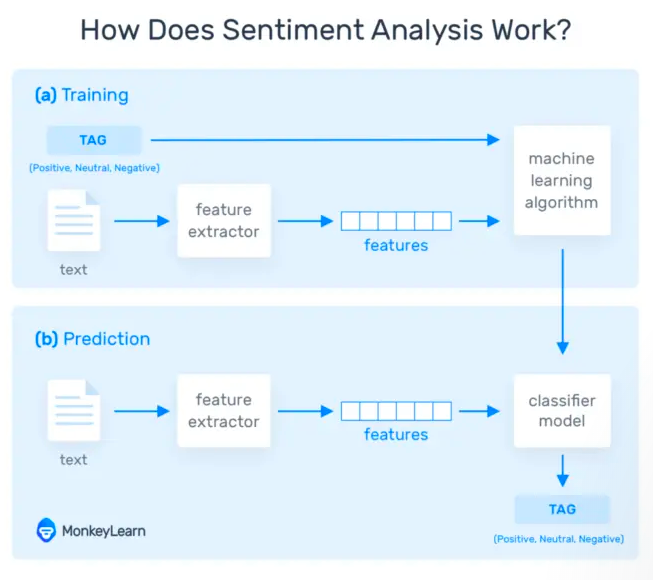 How Does Sentiment Analysis Work?
(a) Training
TAG
(Positive, Neutral, Negative)
text
feature
extractor
features
machine
learning
algorithm
(b) Prediction
text
feature
extractor
features
classifier
model
TAG
(Positive, Neutral, Negative)
MonkeyLearn